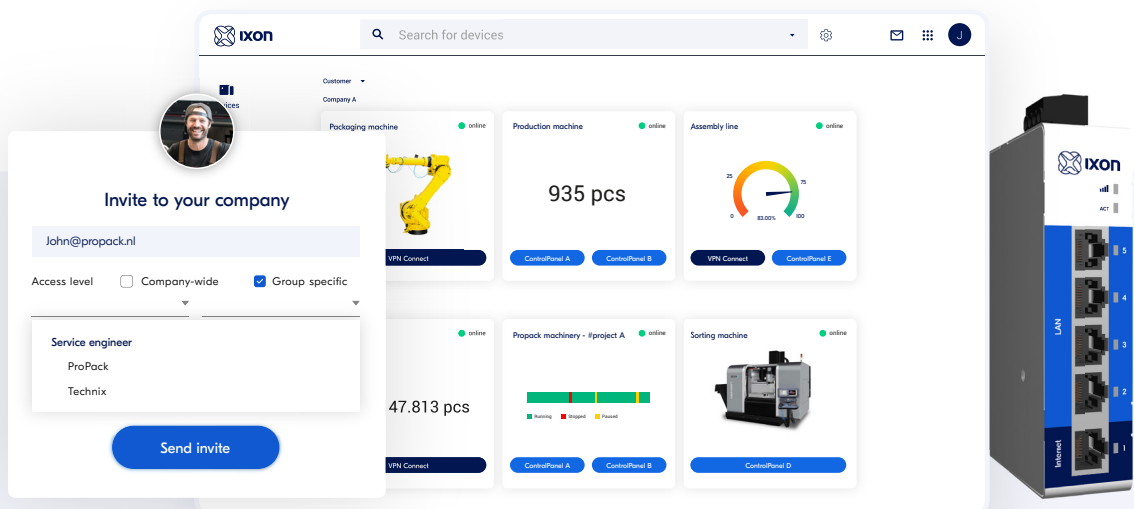 IXON
Search for devices
J
ices
Customer
Company A
Packaging machine
online
Production machine
online
Assembly line
online
935 pcs
25
75
0
83.00%
100
VPN Connect
ControlPanel A
ControlPanel B
VPN Connect
ControlPanel E
online
Propack machinery - #project A
online
Sorting machine
online
47.813 pcs
Running
Stopped
Paused
VPN Connect
ControlPanel A
ControlPanel B
ControlPanel D
Invite to your company
John@propack.nl
Access level
Company-wide
Group specific
Service engineer
ProPack
Technix
Send invite
IXON
ACT
5
4
LAN
3
2
Internet
1